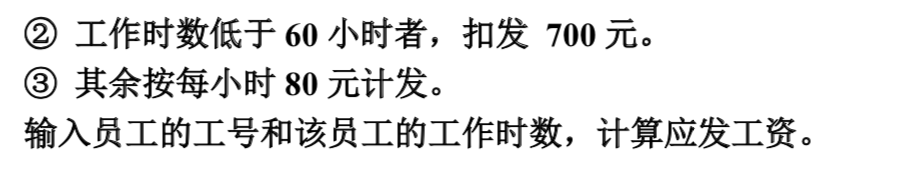 ② 工作时数低于 60 小时者，扣发 700 元。
③ 其余按每小时 80 元计发。
输入员工的工号和该员工的工作时数，计算应发工资。